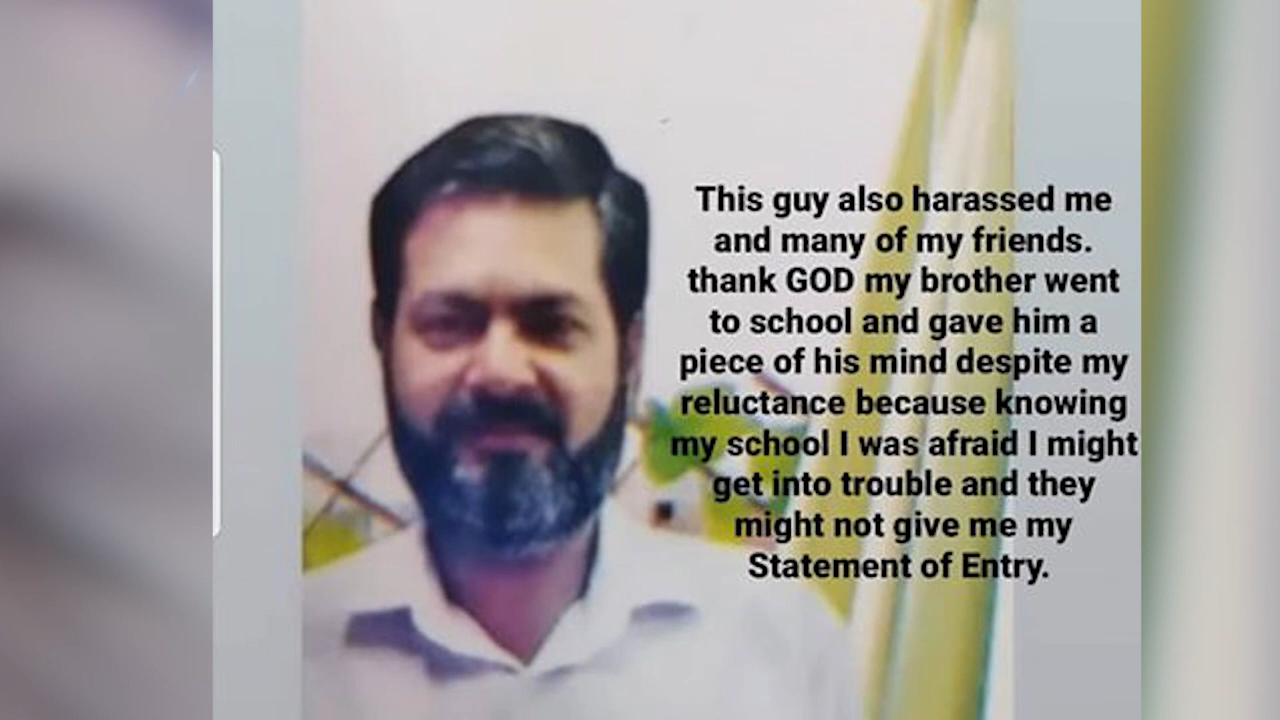 This guy also harassed me
and many of my friends.
thank GOD my brother went
to school and gave him a
piece of his mind despite my
reluctance because knowing
my school I was afraid I might
get into trouble and they
might not give me my
Statement of Entry.